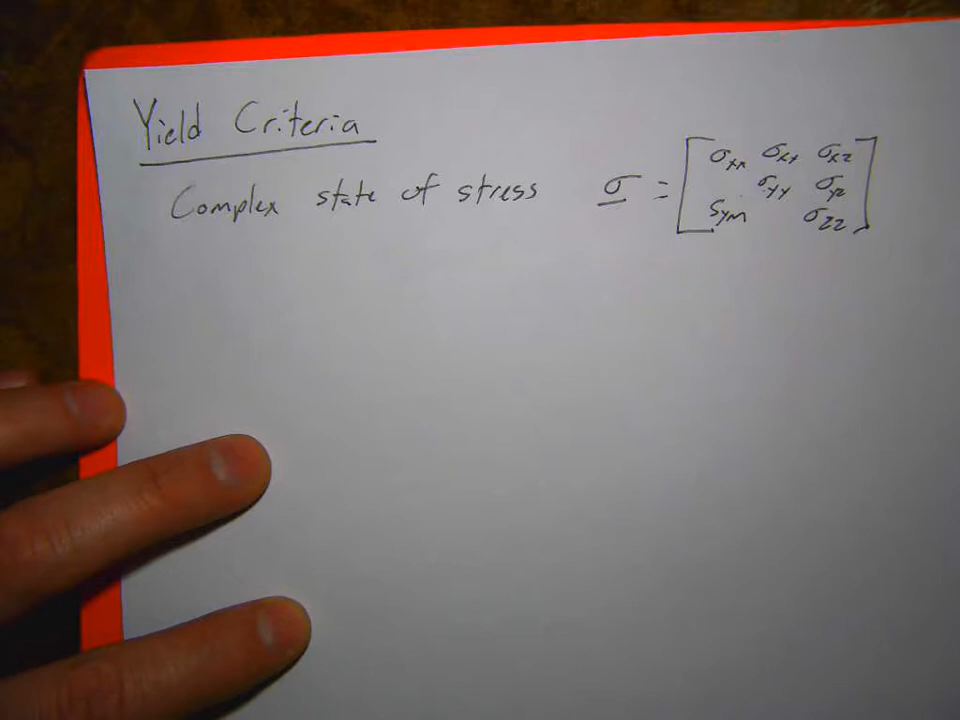 Yield Criteria
Complex state of stress σ = [σxx σxy σxz
σyy σyz
Sym σzz]